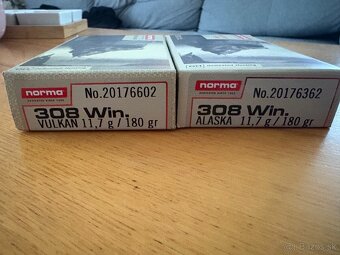 norma
No.20176602
308 Win.
VULKAN 11,7 g / 180 gr
norma
No.20176362
308 Win.
ALASKA 11,7 g / 180 gr